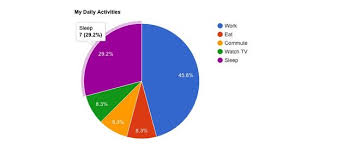 My Daily Activities
Sleep
7 (29.2%)
29.2%
45.8%
8.3%
8.3%
8.3%
Work
Eat
Commute
Watch TV
Sleep